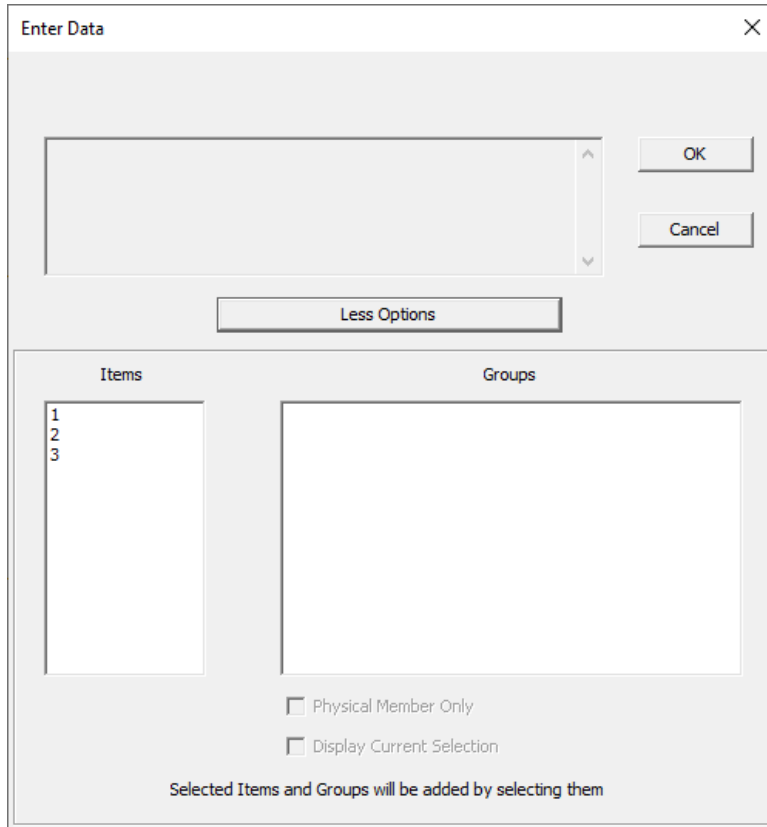 Enter Data
OK
Cancel
Less Options
Items
Groups
1
2
3
Physical Member Only
Display Current Selection
Selected Items and Groups will be added by selecting them